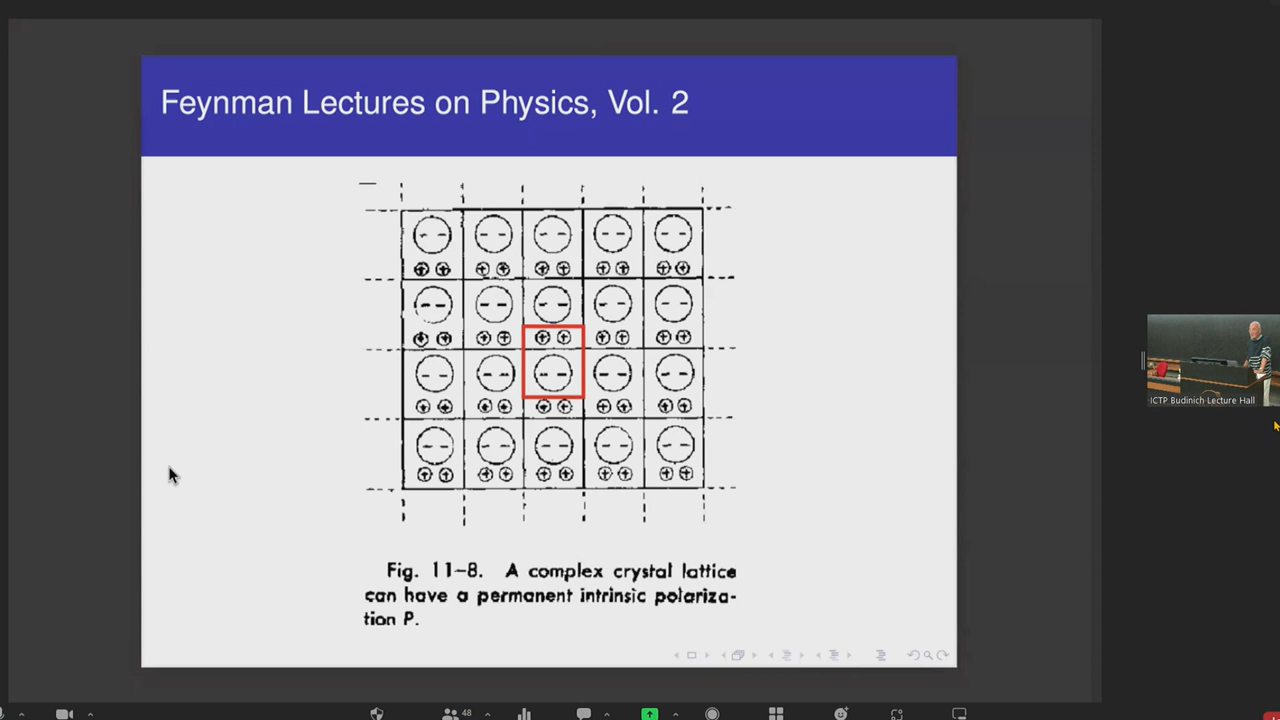 Feynman Lectures on Physics, Vol. 2
Fig. 11–8. A complex crystal lattice
can have a permanent intrinsic polariza-
tion P.
ICTP Budinich Lecture Hall
48